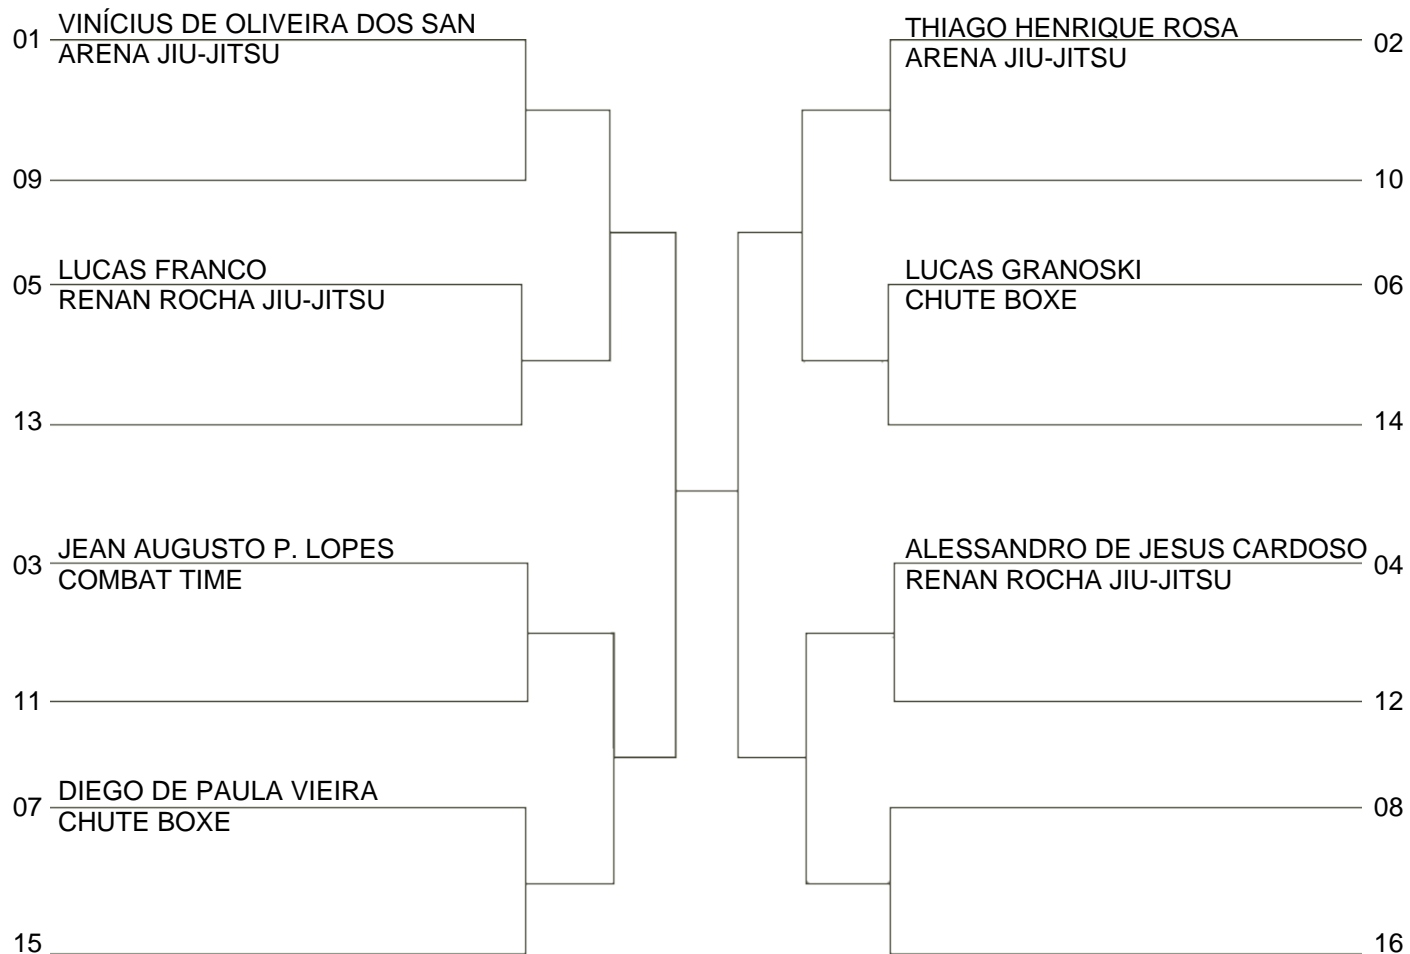 01
VINÍCIUS DE OLIVEIRA DOS SAN
ARENA JIU-JITSU
09
05
LUCAS FRANCO
RENAN ROCHA JIU-JITSU
13
03
JEAN AUGUSTO P. LOPES
COMBAT TIME
11
07
DIEGO DE PAULA VIEIRA
CHUTE BOXE
15
THIAGO HENRIQUE ROSA
02
ARENA JIU-JITSU
10
LUCAS GRANOSKI
06
CHUTE BOXE
14
ALESSANDRO DE JESUS CARDOSO
04
RENAN ROCHA JIU-JITSU
12
08
16